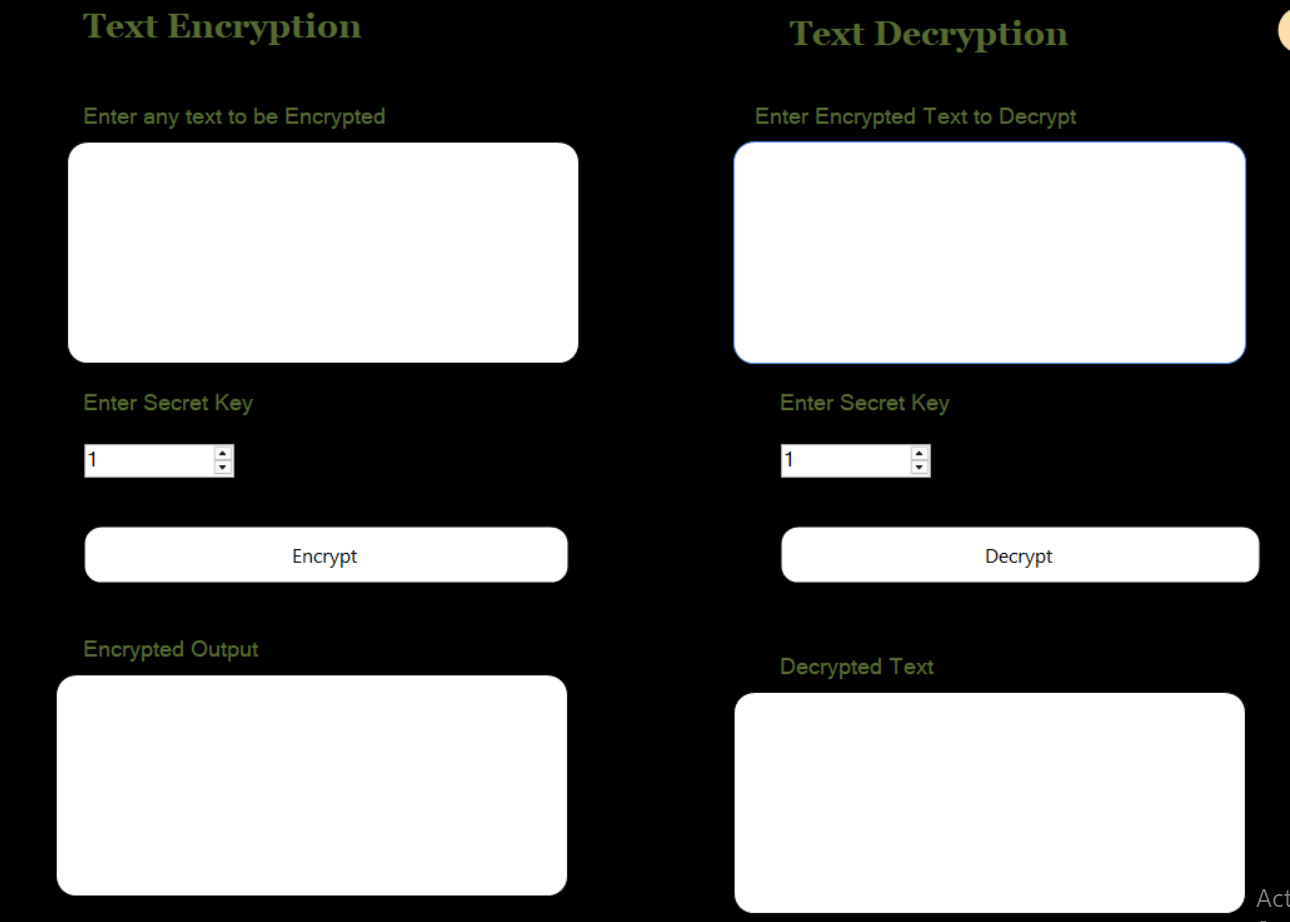 Text Encryption
Text Decryption
Enter any text to be Encrypted
Enter Encrypted Text to Decrypt
Enter Secret Key
Enter Secret Key
1
1
Encrypt
Decrypt
Encrypted Output
Decrypted Text
Act